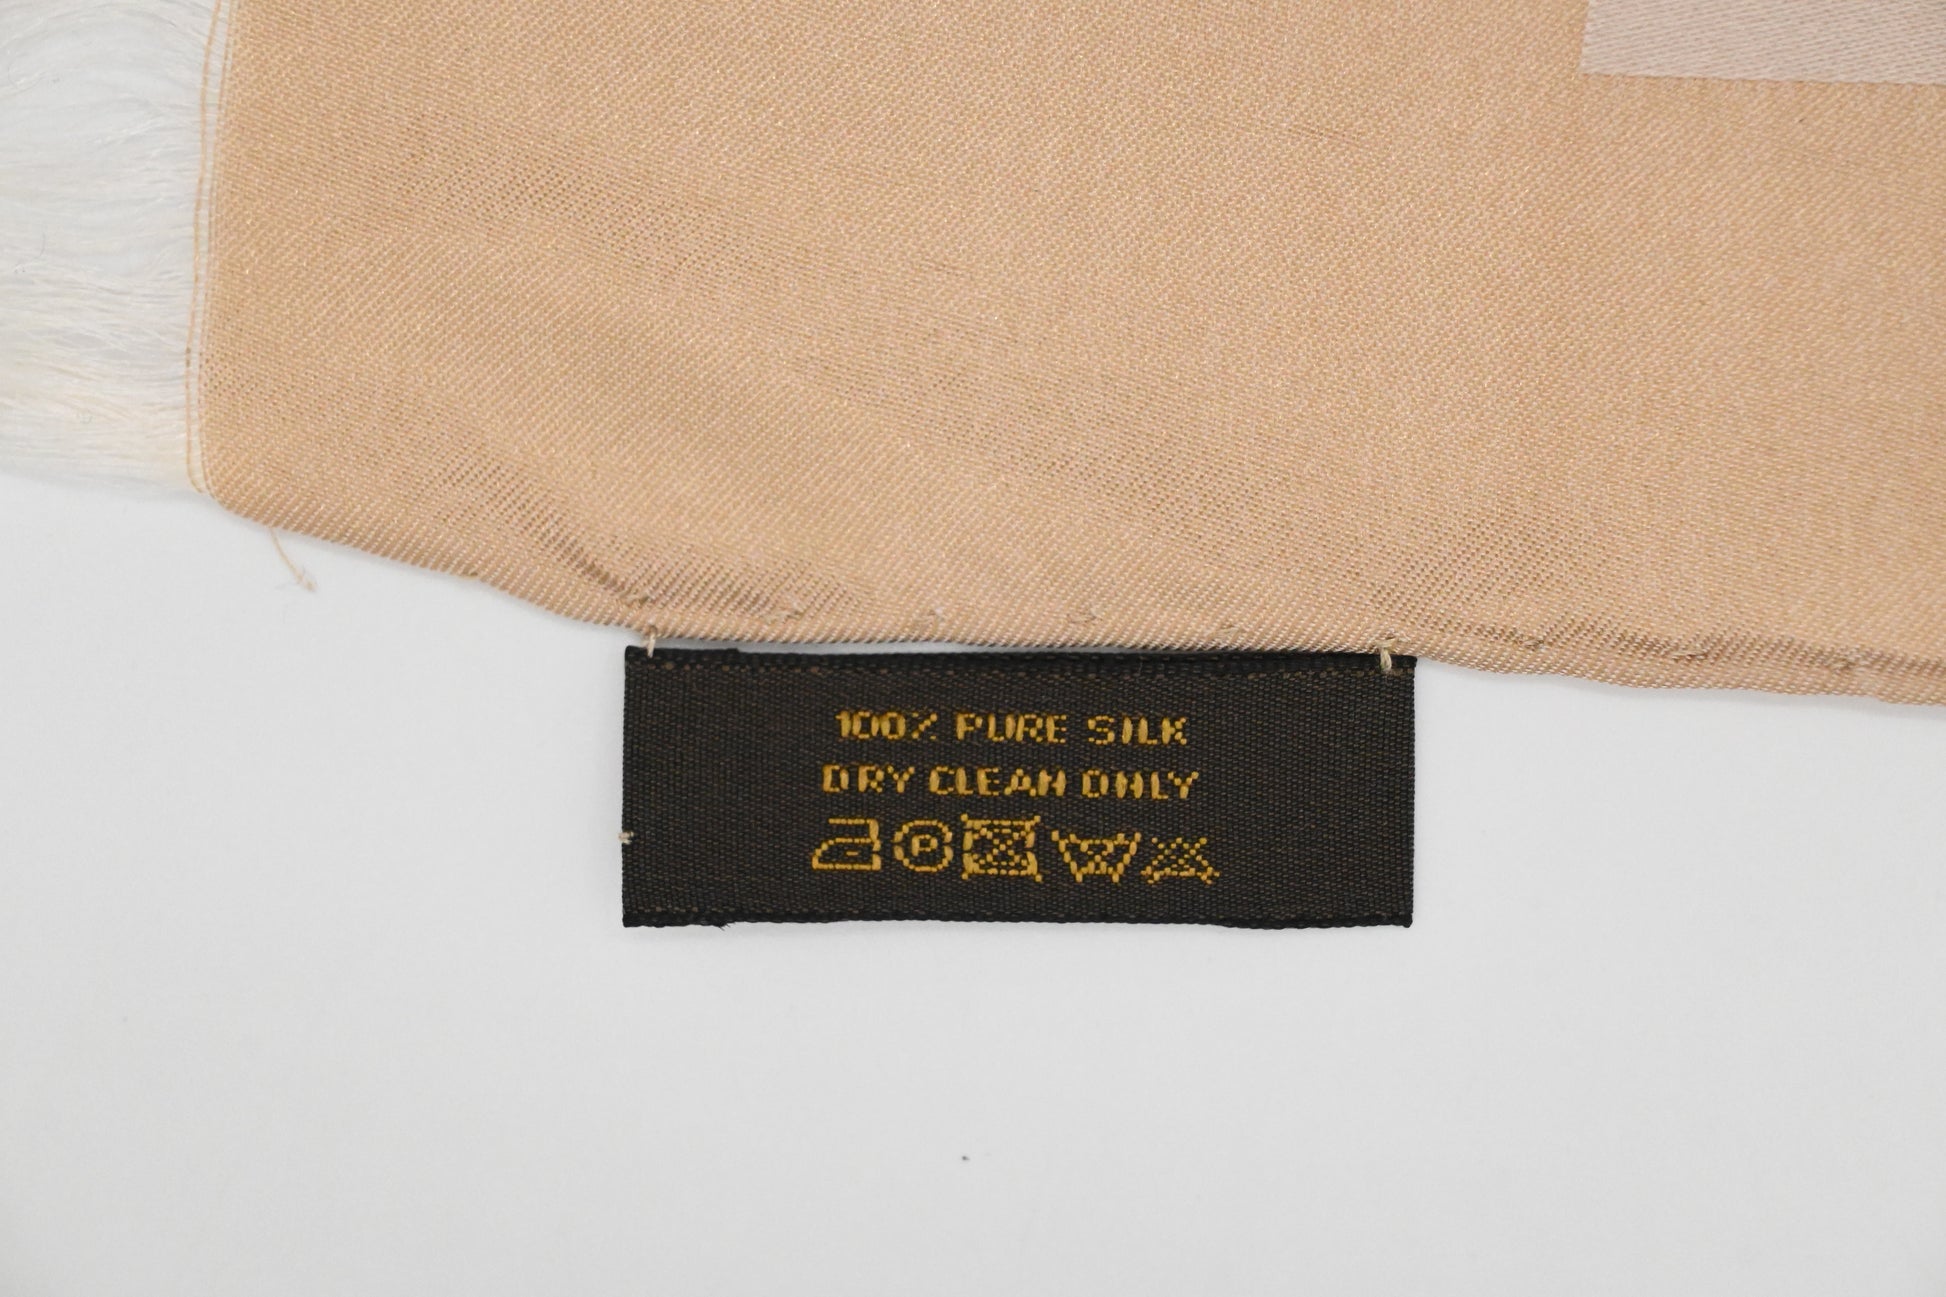 100% PURE SILK
DRY CLEAN ONLY
P